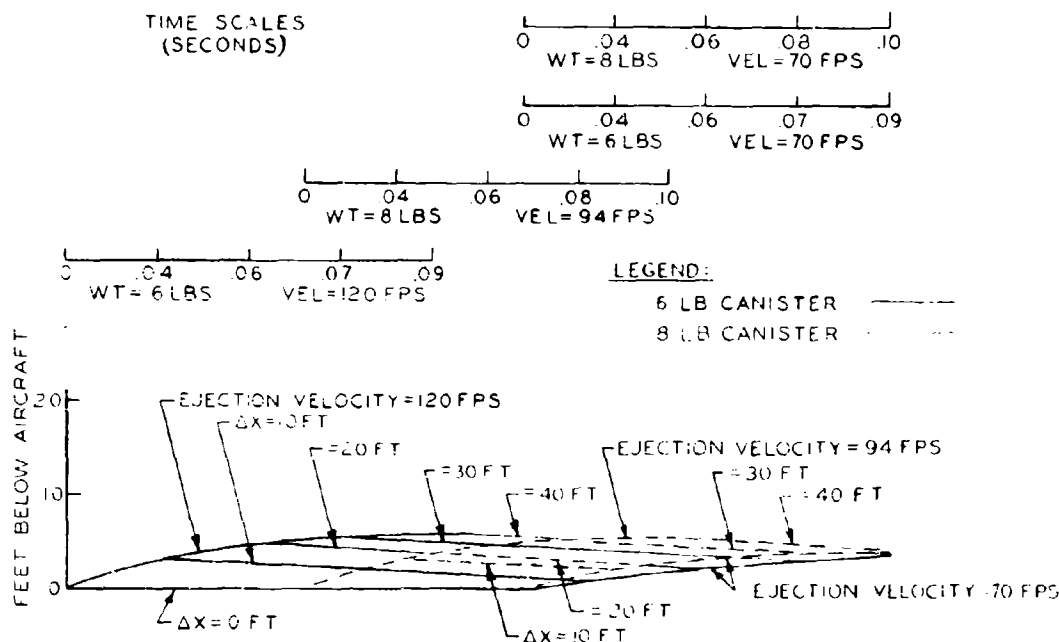 TIME SCALES
(SECONDS)
0 .04 .06 .08 .10
WT=8 LBS VEL=70 FPS
0 .04 .06 .07 .09
WT=6 LBS VEL=70 FPS
0 .04 .06 .08 .10
WT=8 LBS VEL=94 FPS
0 .04 .06 .07 .09
WT=6 LBS VEL=120 FPS
LEGEND:
6 LB CANISTER
8 LB CANISTER
FEET BELOW AIRCRAFT
20
10
0
EJECTION VELOCITY=120 FPS
ΔX=10 FT
=20 FT
=30 FT
=40 FT
EJECTION VELOCITY=94 FPS
=30 FT
=40 FT
EJECTION VELOCITY=70 FPS
=20 FT
ΔX=0 FT
ΔX=10 FT